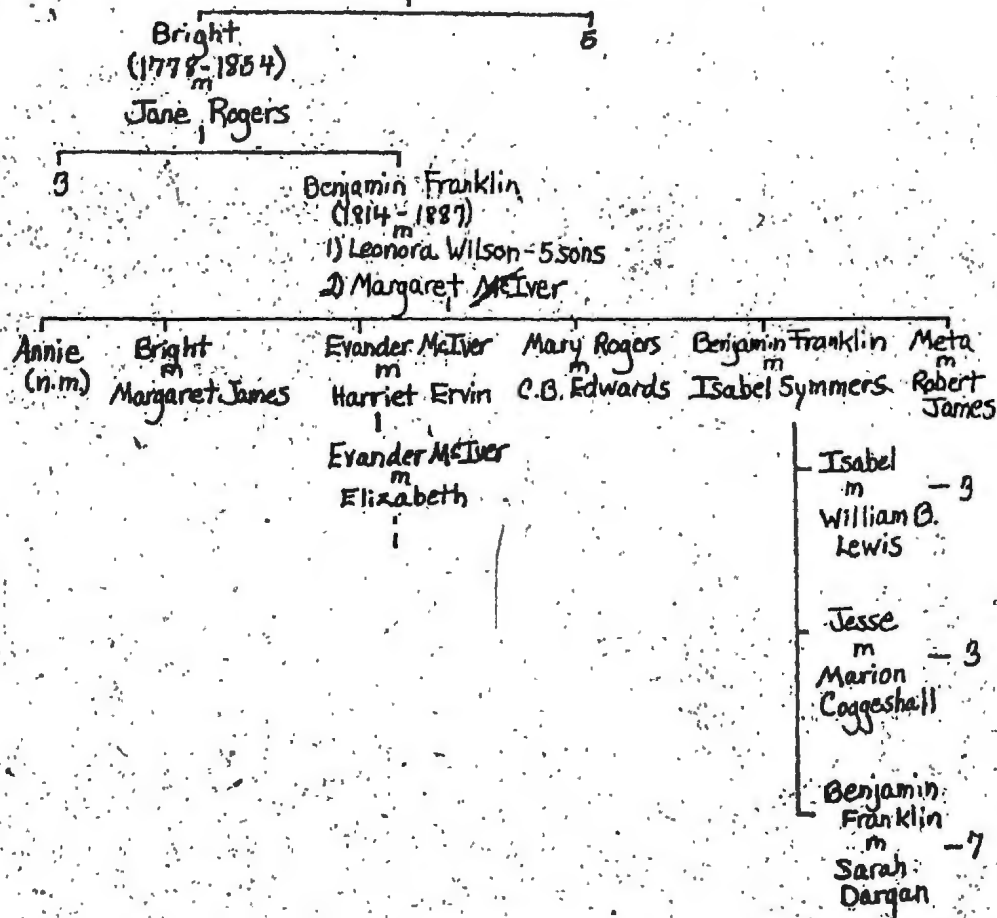 5
Bright
(1778-1854)
m
Jane Rogers
3
Benjamin Franklin
(1814-1887)
m
1) Leonora Wilson-5 sons
2) Margaret McIver
Annie
(n.m.)
Bright
m
Margaret James
Evander McIver
m
Harriet Ervin
Evander McIver
m
Elizabeth
1
Mary Rogers
m
C.B. Edwards
Benjamin Franklin
m
Isabel Symmers
Meta
m
Robert
James
Isabel
m - 3
William B.
Lewis
Jesse
m - 3
Marion
Coggeshall
Benjamin
Franklin
m - 7
Sarah
Dargan